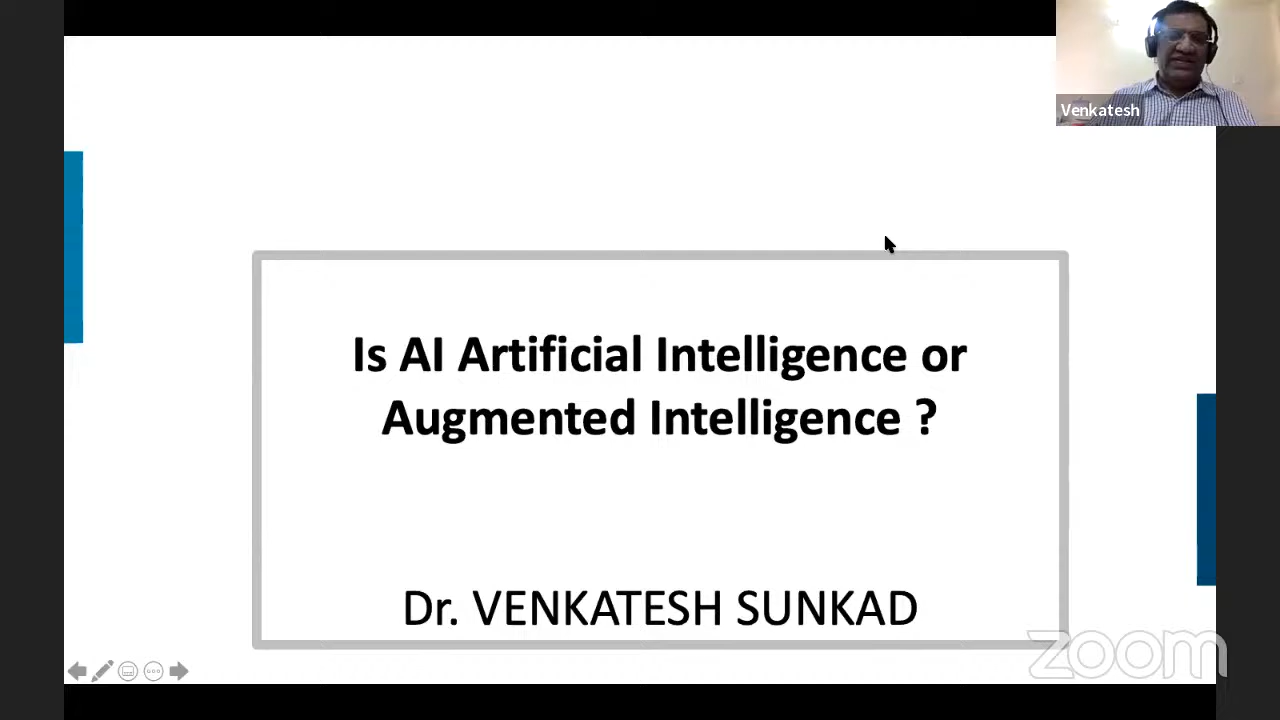 Venkatesh
Is AI Artificial Intelligence or
Augmented Intelligence ?
Dr. VENKATESH SUNKAD
zoom